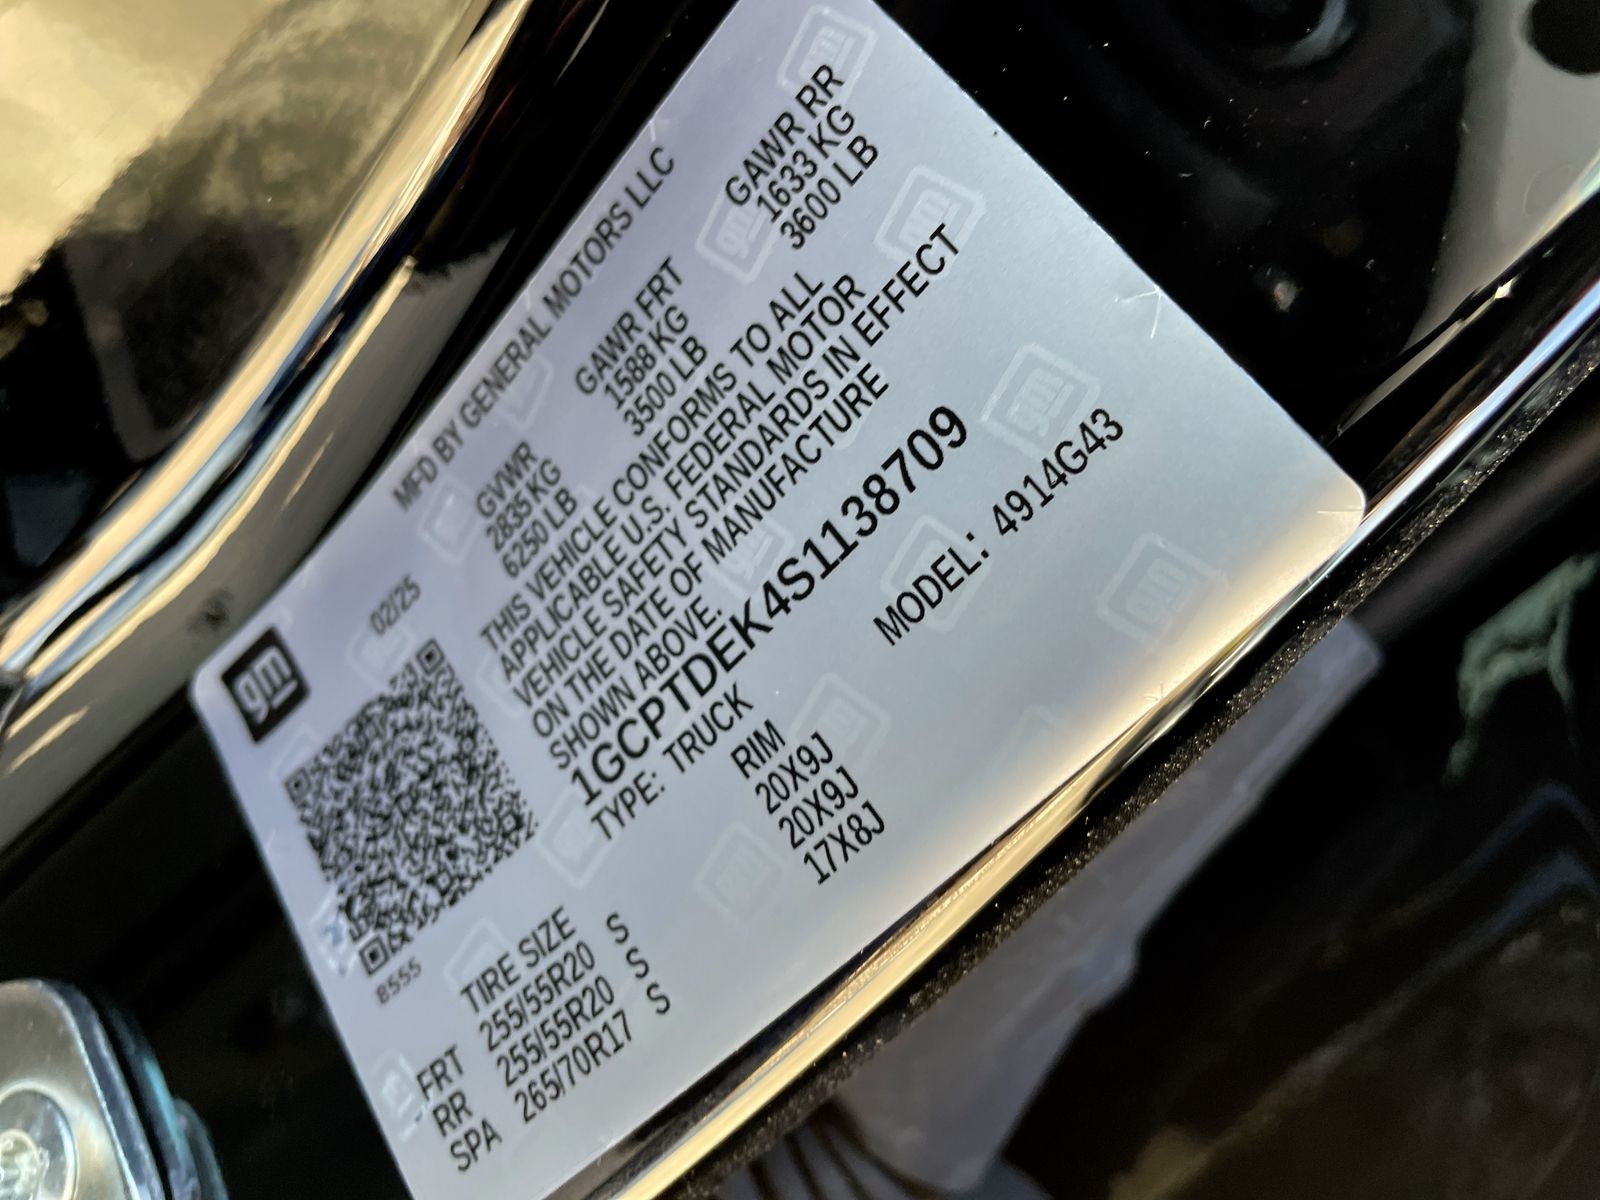 gm
MFD BY GENERAL MOTORS LLC
02/25
GVWR GAWR FRT GAWR RR
2835 KG 1588 KG 1633 KG
6250 LB 3500 LB 3600 LB
THIS VEHICLE CONFORMS TO ALL
APPLICABLE U.S. FEDERAL MOTOR
VEHICLE SAFETY STANDARDS IN EFFECT
ON THE DATE OF MANUFACTURE
SHOWN ABOVE.
1GCPTDEK4S1138709
TYPE: TRUCK MODEL: 4914G43
8555
TIRE SIZE RIM
FRT 255/55R20 S 20X9J
RR 255/55R20 S 20X9J
SPA 265/70R17 S 17X8J